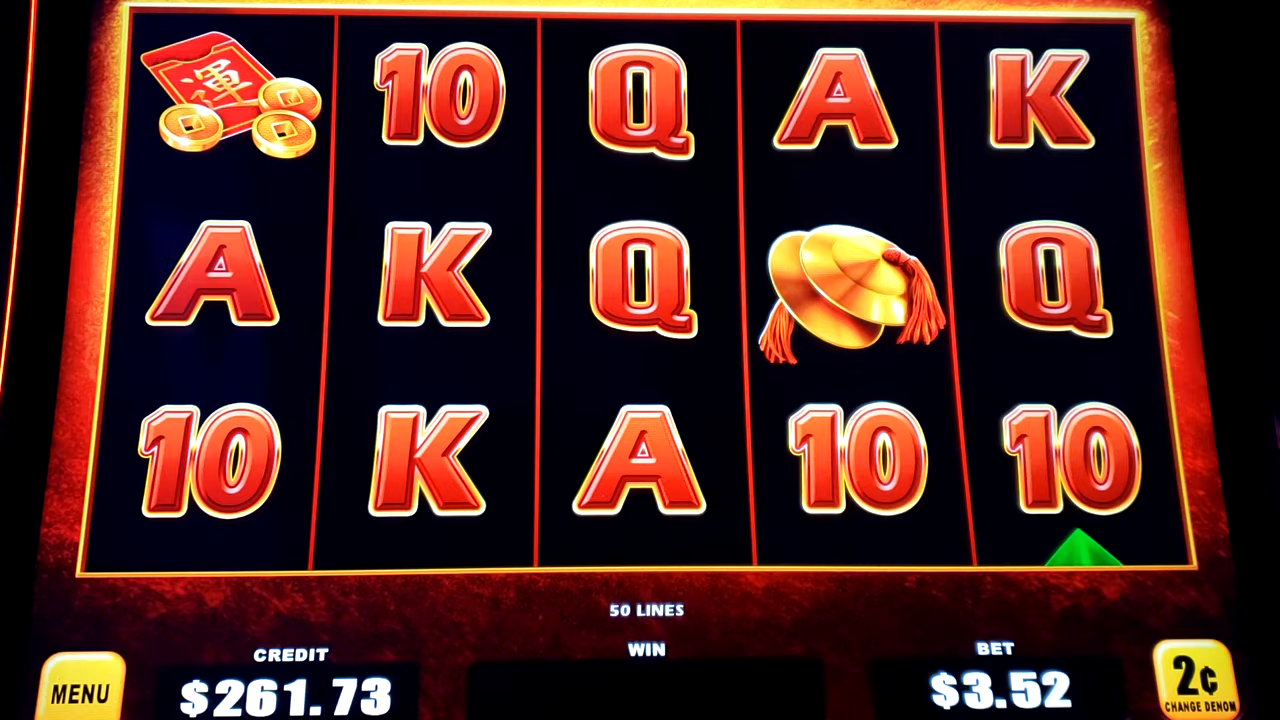 運 10 Q A K
A K Q Q
10 K A 10 10
50 LINES
CREDIT WIN BET
MENU $261.73 $3.52 2¢
CHANGE DENOM